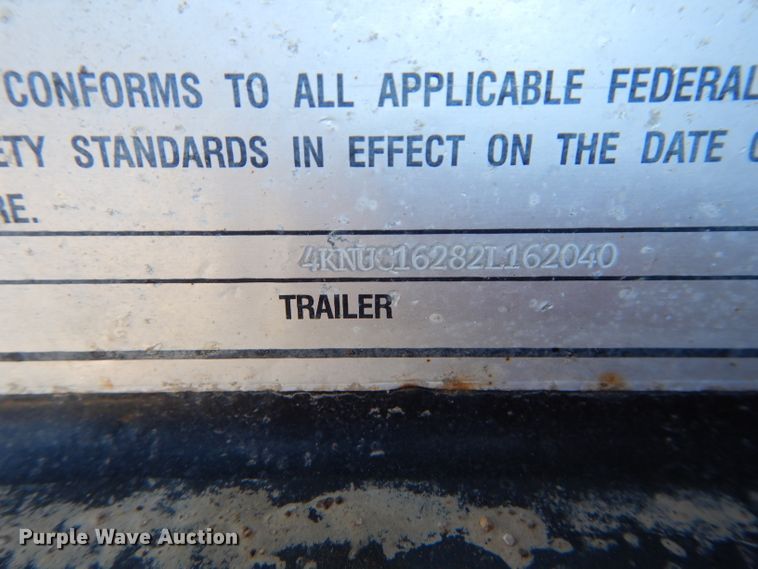 CONFORMS TO ALL APPLICABLE FEDERAL
ETY STANDARDS IN EFFECT ON THE DATE O
RE.
4KNUC16282L162040
TRAILER
Purple Wave Auction®